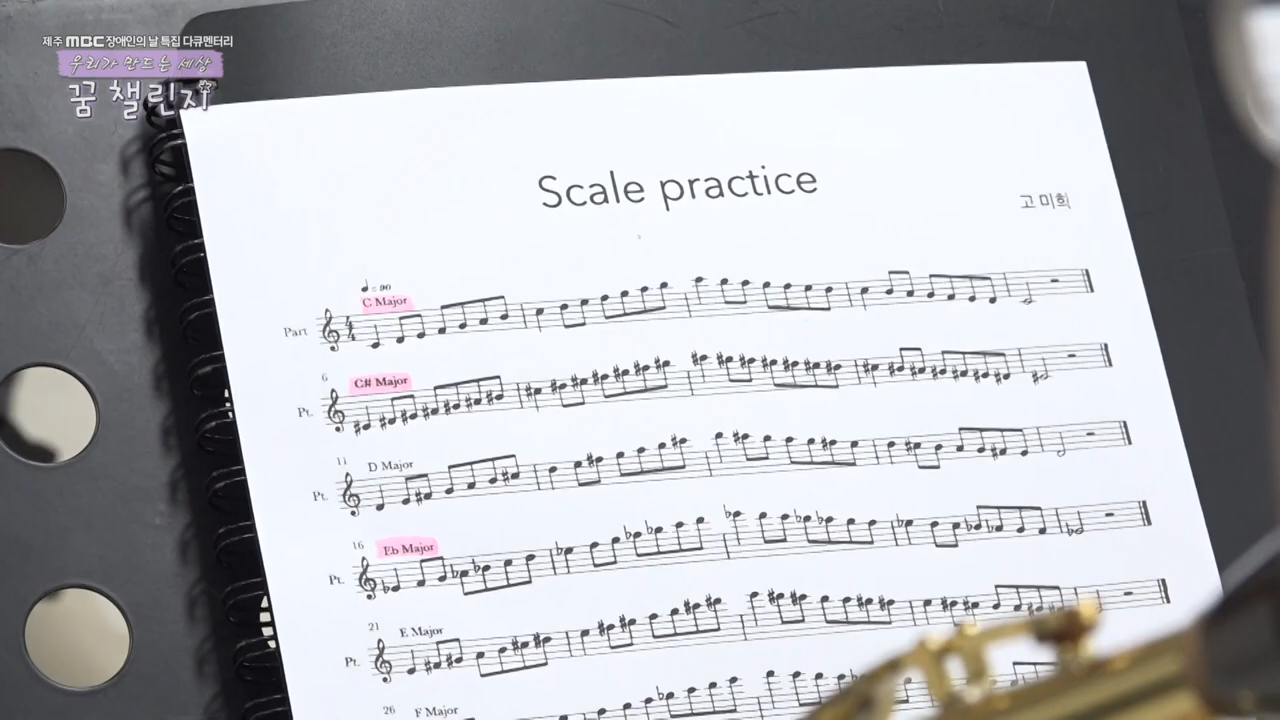 제주 MBC 장애인의 날 특집 다큐멘터리
우리가 만드는 세상
꿈 챌린지
Scale practice
고 미희
♩ = 90
C Major
Part
6
C# Major
Pt.
11
D Major
Pt.
16
Eb Major
Pt.
21
E Major
Pt.
26
F Major